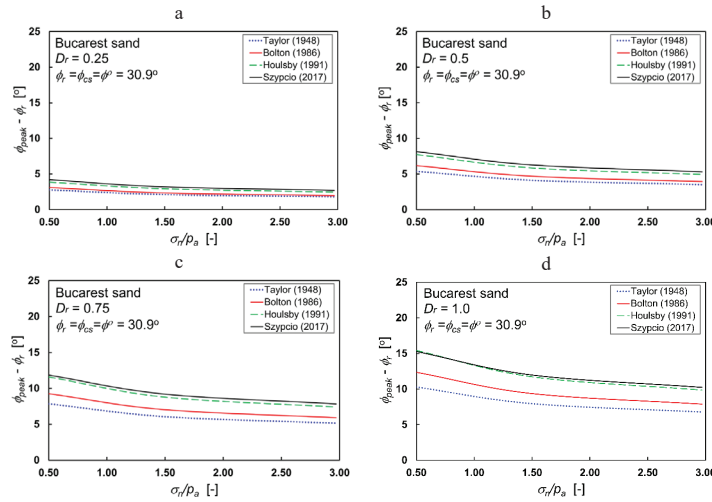 a
Bucarest sand
Dr = 0.25
ϕr =ϕcs=ϕº = 30.9º
Taylor (1948)
Bolton (1986)
Houlsby (1991)
Szypcio (2017)
25
20
15
10
5
0
0.50 1.00 1.50 2.00 2.50 3.00
ϕpeak - ϕr [º]
σn/pa [-]
b
Bucarest sand
Dr = 0.5
ϕr =ϕcs=ϕº = 30.9º
Taylor (1948)
Bolton (1986)
Houlsby (1991)
Szypcio (2017)
25
20
15
10
5
0
0.50 1.00 1.50 2.00 2.50 3.00
ϕpeak - ϕr [º]
σn/pa [-]
c
Bucarest sand
Dr = 0.75
ϕr =ϕcs=ϕº = 30.9º
Taylor (1948)
Bolton (1986)
Houlsby (1991)
Szypcio (2017)
25
20
15
10
5
0
0.50 1.00 1.50 2.00 2.50 3.00
ϕpeak - ϕr [º]
σn/pa [-]
d
Bucarest sand
Dr = 1.0
ϕr =ϕcs=ϕº = 30.9º
Taylor (1948)
Bolton (1986)
Houlsby (1991)
Szypcio (2017)
25
20
15
10
5
0
0.50 1.00 1.50 2.00 2.50 3.00
ϕpeak - ϕr [º]
σn/pa [-]